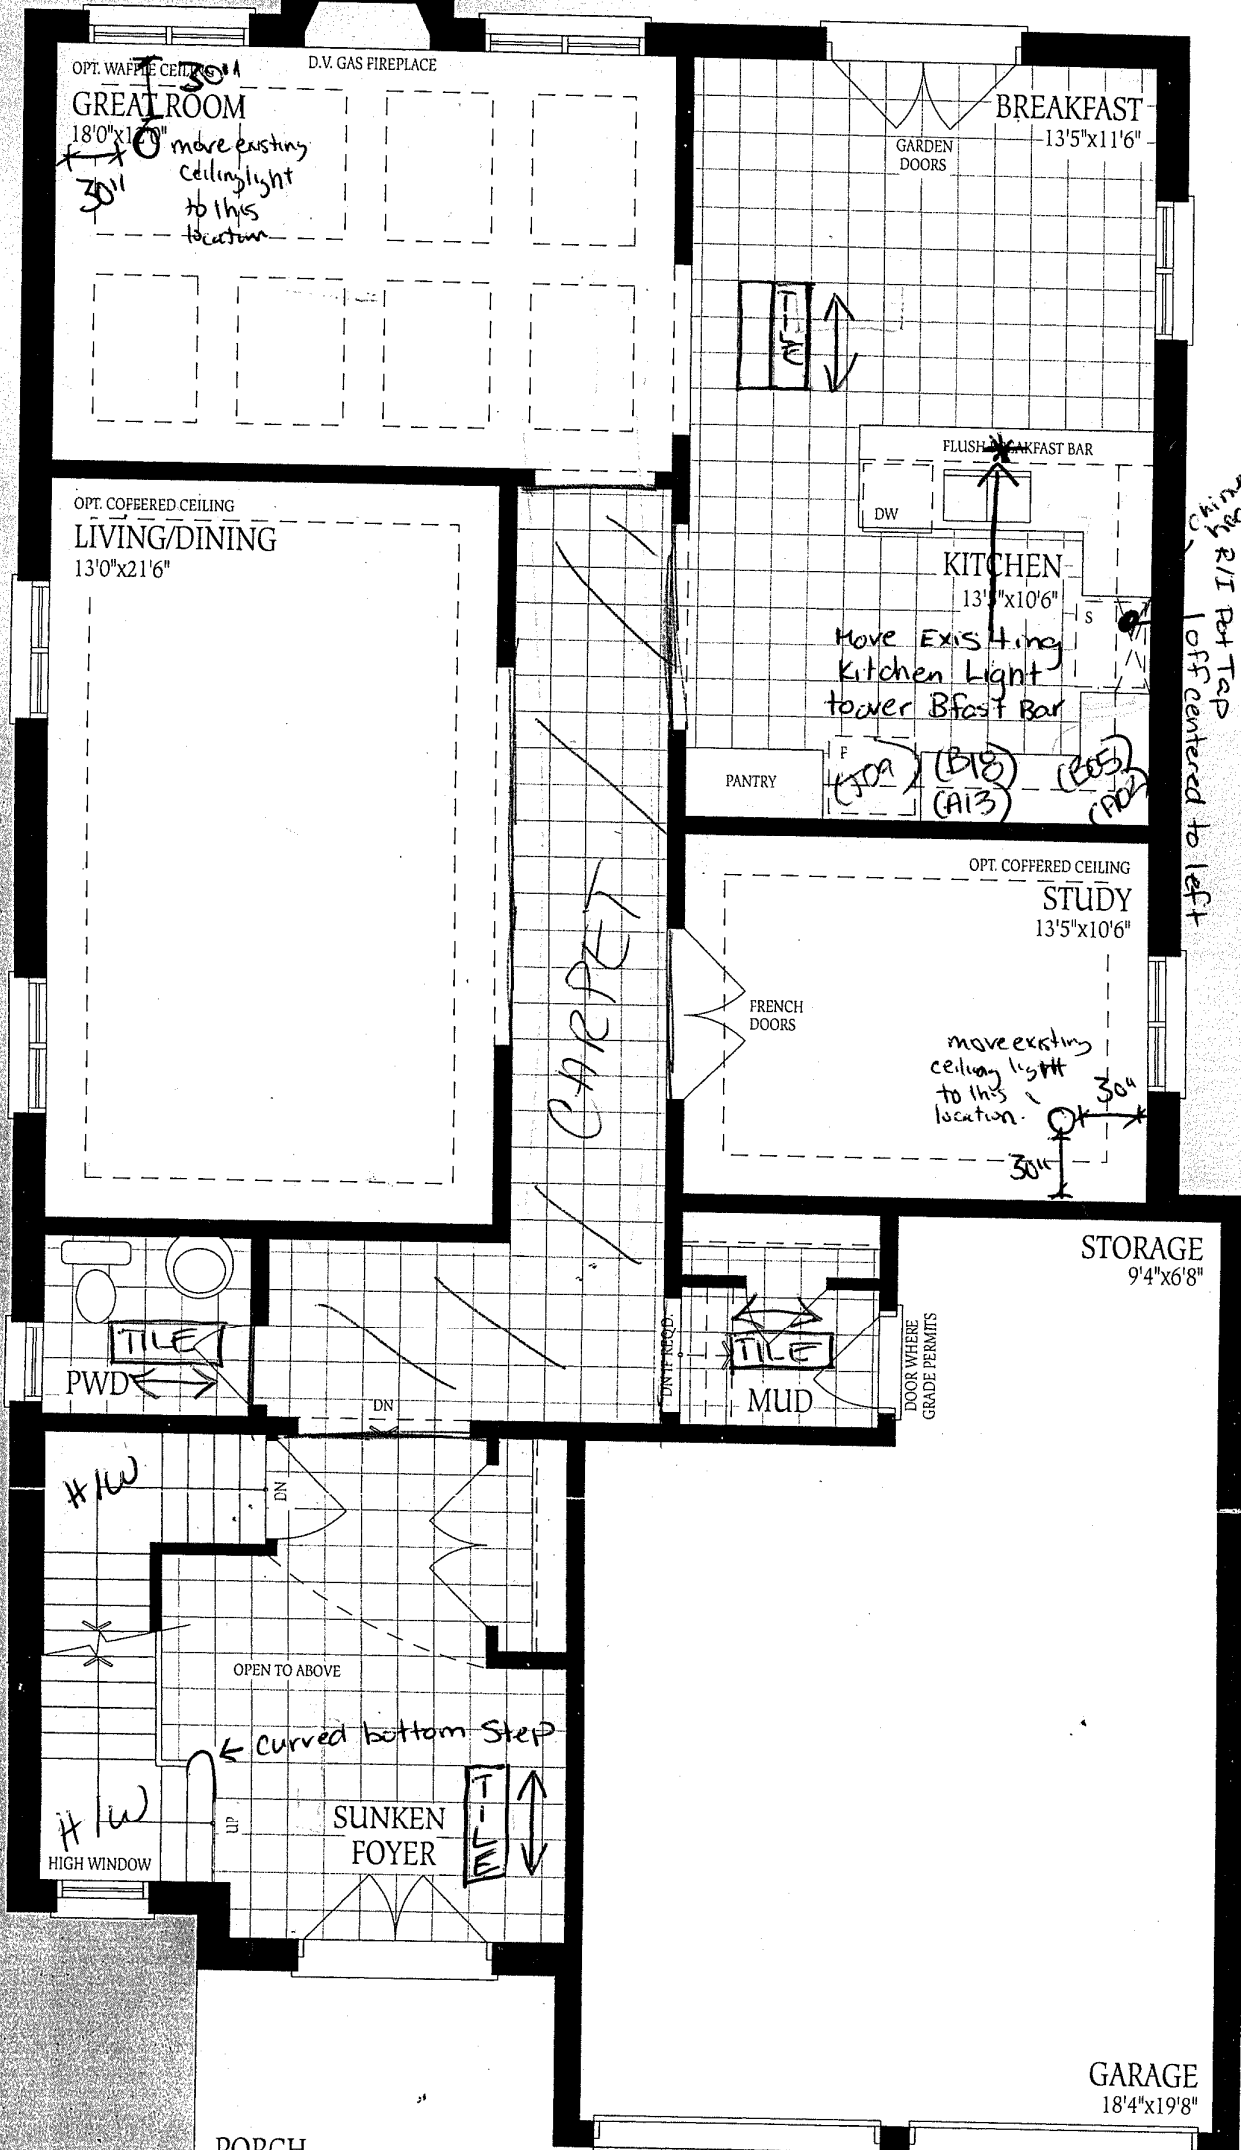 OPT. WAFFLE CEILING
30"
D.V. GAS FIREPLACE
GREAT ROOM
18'0"x
30"
move existing
ceiling light
to this
location
BREAKFAST
13'5"x11'6"
GARDEN
DOORS
TILE
FLUSH BREAKFAST BAR
DW
KITCHEN
13'5"x10'6"
S
Move Existing
Kitchen Light
to over Bfast Bar
R/I Pot Tap
off centered to left
PANTRY
F
(J09)
(B18)
(A13)
(B05)
(A02)
OPT. COFFERED CEILING
LIVING/DINING
13'0"x21'6"
CARPET
OPT. COFFERED CEILING
STUDY
13'5"x10'6"
FRENCH
DOORS
move existing
ceiling light
to this
location.
30"
30"
STORAGE
9'4"x6'8"
TILE
PWD
DN
DN IF REQD.
TILE
MUD
DOOR WHERE
GRADE PERMITS
H/W
DN
OPEN TO ABOVE
curved bottom Step
TILE
H/W
UP
SUNKEN
FOYER
HIGH WINDOW
GARAGE
18'4"x19'8"
PORCH